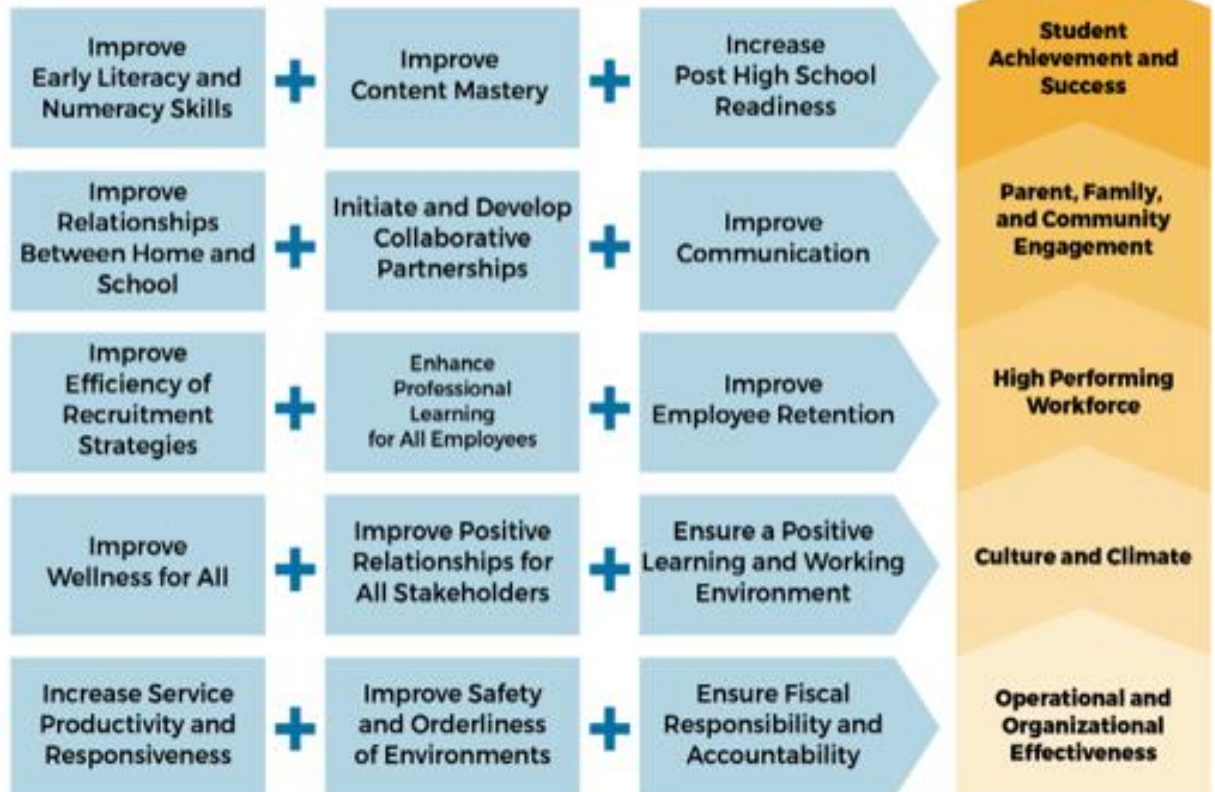 Improve
Early Literacy and
Numeracy Skills
+
Improve
Content Mastery
+
Increase
Post High School
Readiness
Student
Achievement and
Success
Improve
Relationships
Between Home and
School
+
Initiate and Develop
Collaborative
Partnerships
+
Improve
Communication
Parent, Family,
and Community
Engagement
Improve
Efficiency of
Recruitment
Strategies
+
Enhance
Professional
Learning
for All Employees
+
Improve
Employee Retention
High Performing
Workforce
Improve
Wellness for All
+
Improve Positive
Relationships for
All Stakeholders
+
Ensure a Positive
Learning and Working
Environment
Culture and Climate
Increase Service
Productivity and
Responsiveness
+
Improve Safety
and Orderliness
of Environments
+
Ensure Fiscal
Responsibility and
Accountability
Operational and
Organizational
Effectiveness